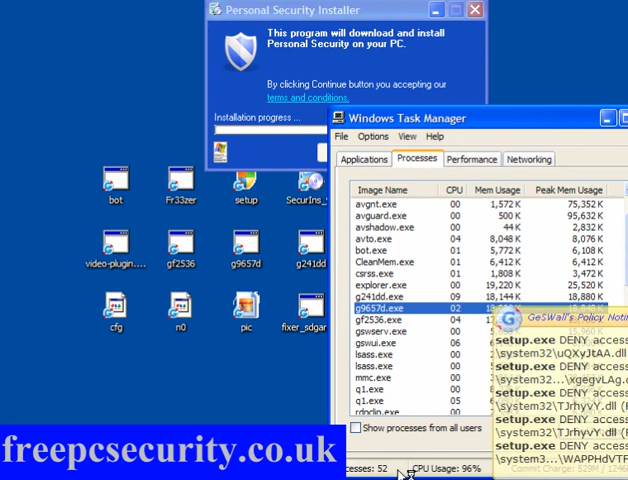 Personal Security Installer
This program will download and install
Personal Security on your PC.
By clicking Continue button you accepting our
terms and conditions.
Installation progress ...
Windows Task Manager
File Options View Help
Applications Processes Performance Networking
Image Name CPU Mem Usage Peak Mem Usage
avgnt.exe 00 1,572 K 75,352 K
avguard.exe 00 500 K 95,632 K
avshadow.exe 00 44 K 2,832 K
avto.exe 04 8,048 K 8,076 K
bot.exe 01 5,772 K 6,108 K
CleanMem.exe 01 6,412 K 6,412 K
csrss.exe 01 1,808 K 3,472 K
explorer.exe 00 19,220 K 25,520 K
g241dd.exe 09 18,144 K 18,880 K
g9657d.exe 02
gf2536.exe 04
gswserv.exe 00
gswui.exe 06
lsass.exe 00
lsass.exe 00
mmc.exe 00
q1.exe 00
q1.exe 05
rdpclip.exe 00
Show processes from all users
cesses: 52 CPU Usage: 96% Commit Charge: 529M /
GeSWall's Policy Notif
setup.exe DENY access
\system32\uQXyJtAA.dll
setup.exe DENY access
\system32...\xgegvLAg.d
setup.exe DENY access
\system32\TJrhyvY.dll (F
setup.exe DENY access
\system32\TJrhyvY.dll (F
setup.exe DENY access
\system3...\WAPPHdVTF
bot
Fr33zer
setup
SecurIns_
video-plugin....
gf2536
g9657d
g241dd
cfg
n0
pic
fixer_sdgar
freepcsecurity.co.uk